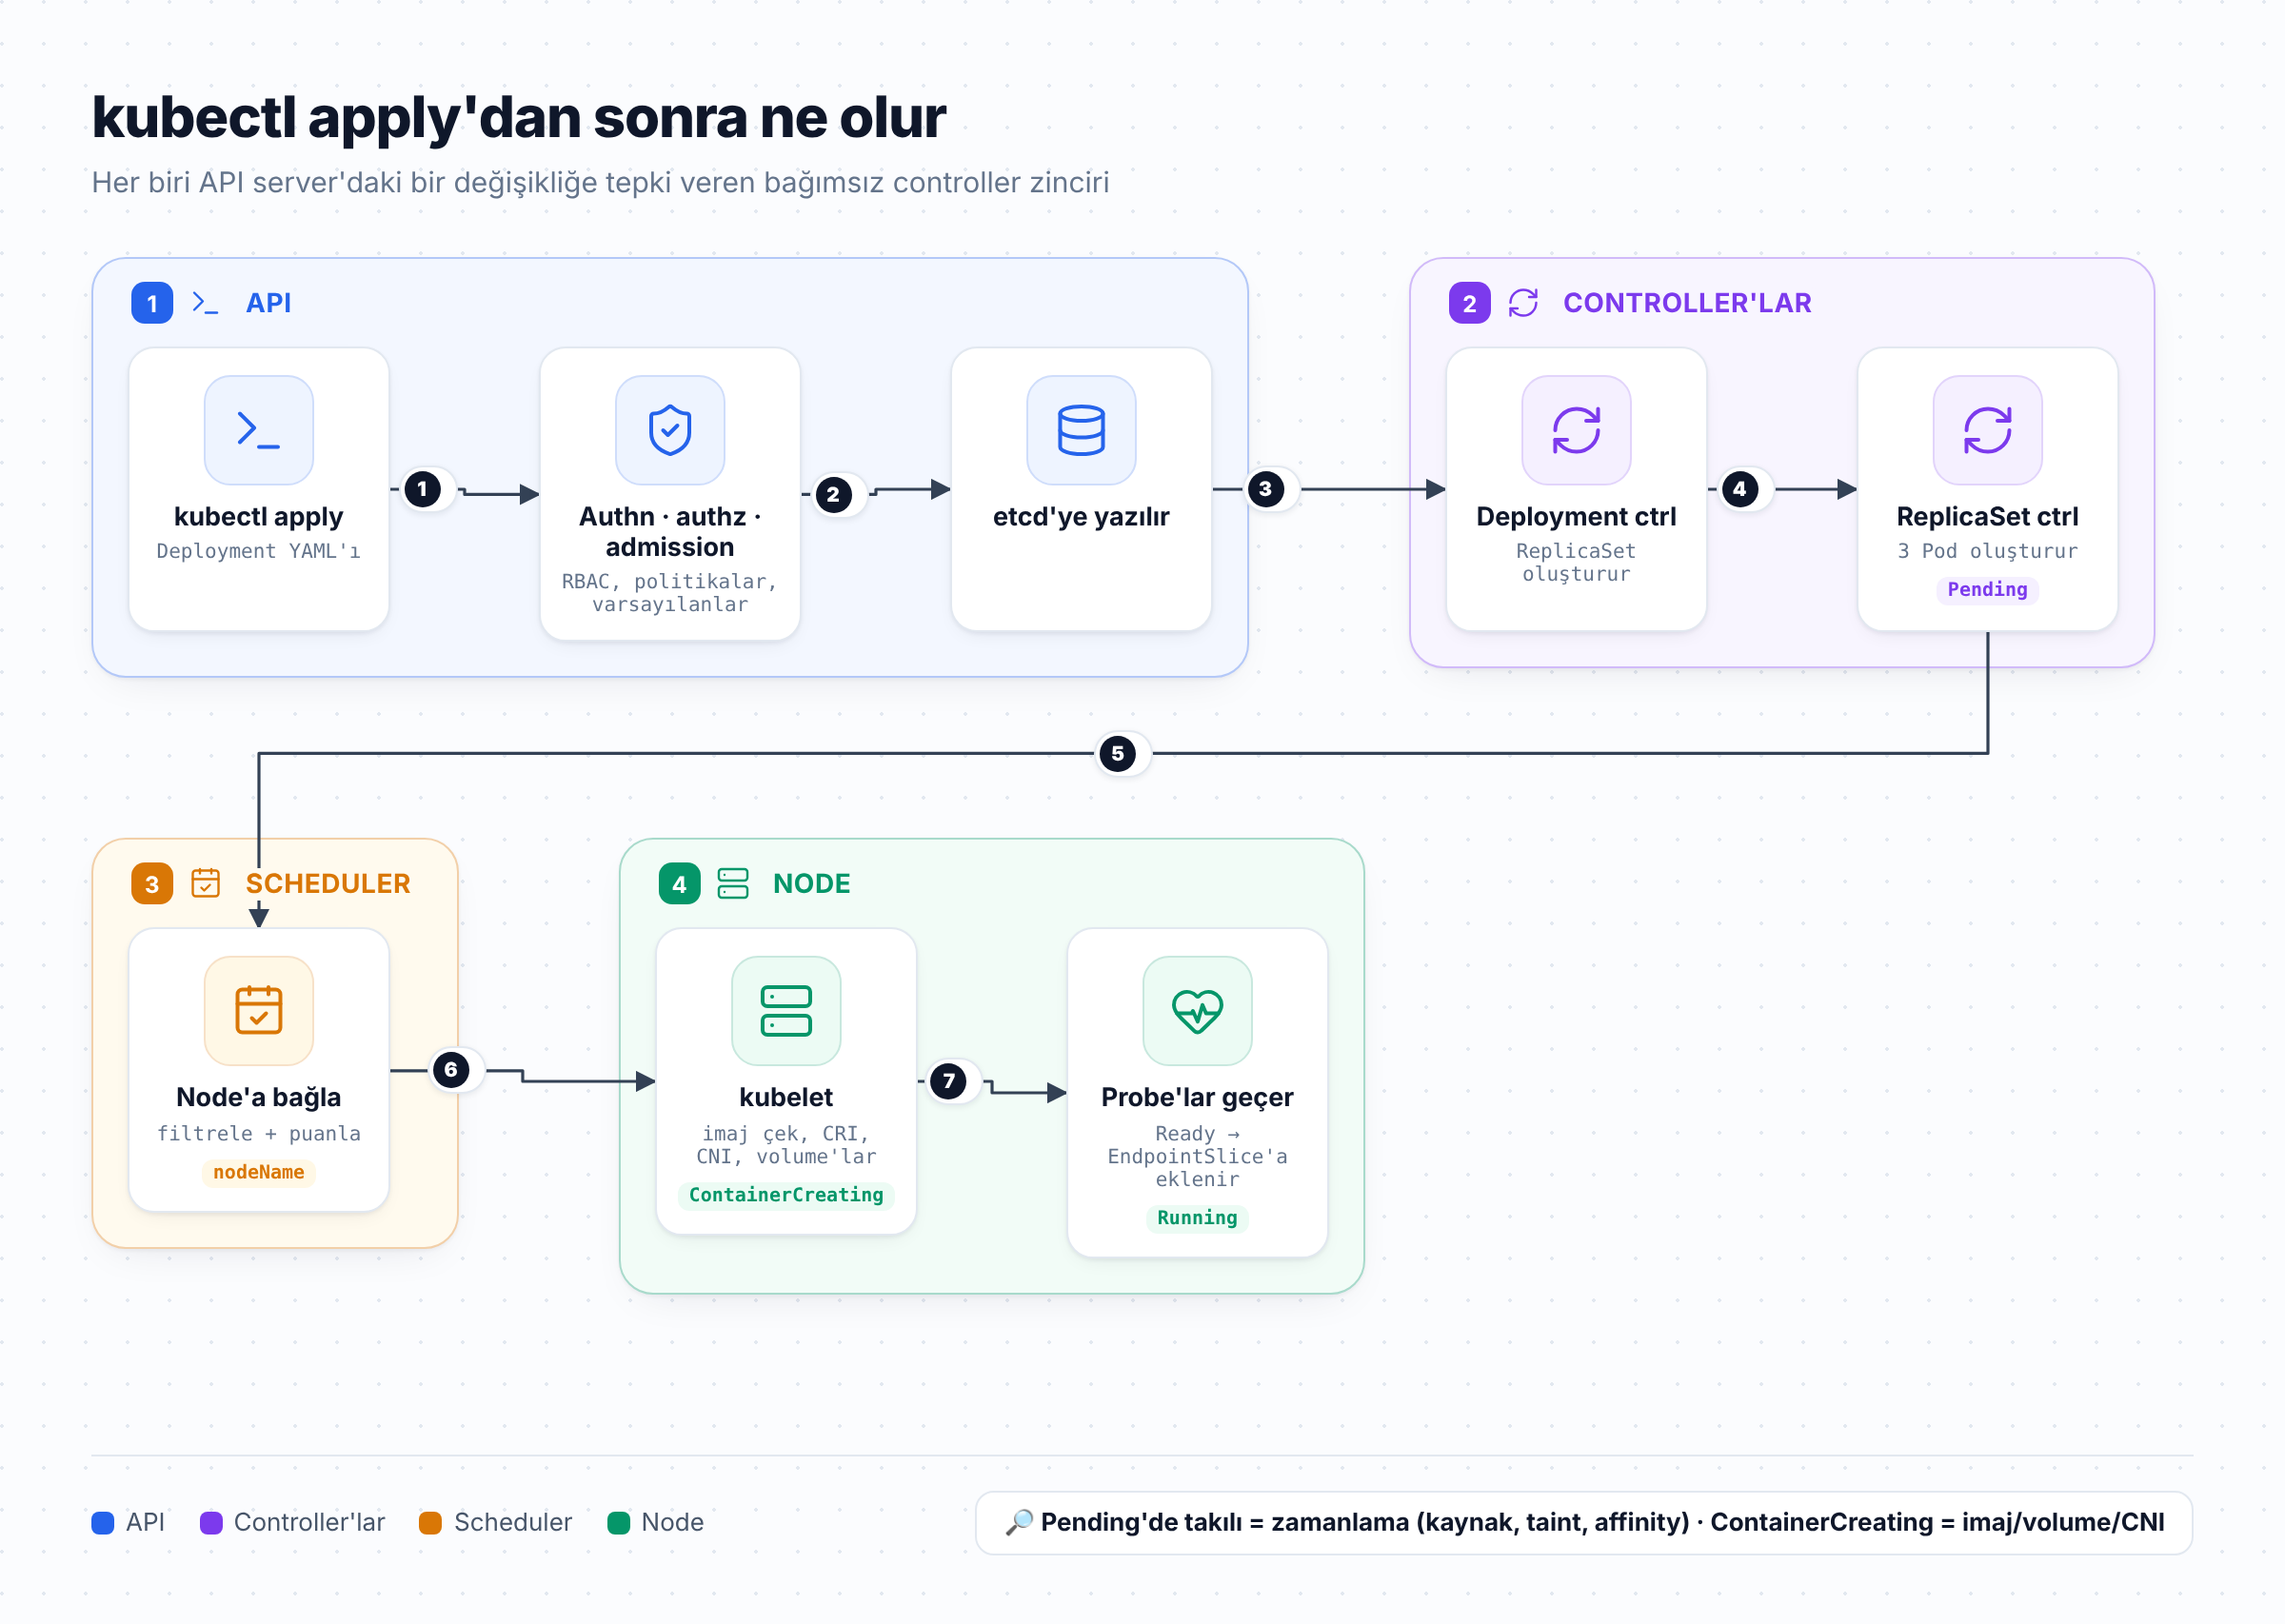 kubectl apply'dan sonra ne olur
Her biri API server'daki bir değişikliğe tepki veren bağımsız controller zinciri
1 API
kubectl apply
Deployment YAML'ı
1
Authn · authz ·
admission
RBAC, politikalar,
varsayılanlar
2
etcd'ye yazılır
3
2 CONTROLLER'LAR
Deployment ctrl
ReplicaSet
oluşturur
4
ReplicaSet ctrl
3 Pod oluşturur
Pending
5
3 SCHEDULER
Node'a bağla
filtrele + puanla
nodeName
6
4 NODE
kubelet
imaj çek, CRI,
CNI, volume'lar
ContainerCreating
7
Probe'lar geçer
Ready →
EndpointSlice'a
eklenir
Running
API Controller'lar Scheduler Node
🔎 Pending'de takılı = zamanlama (kaynak, taint, affinity) · ContainerCreating = imaj/volume/CNI